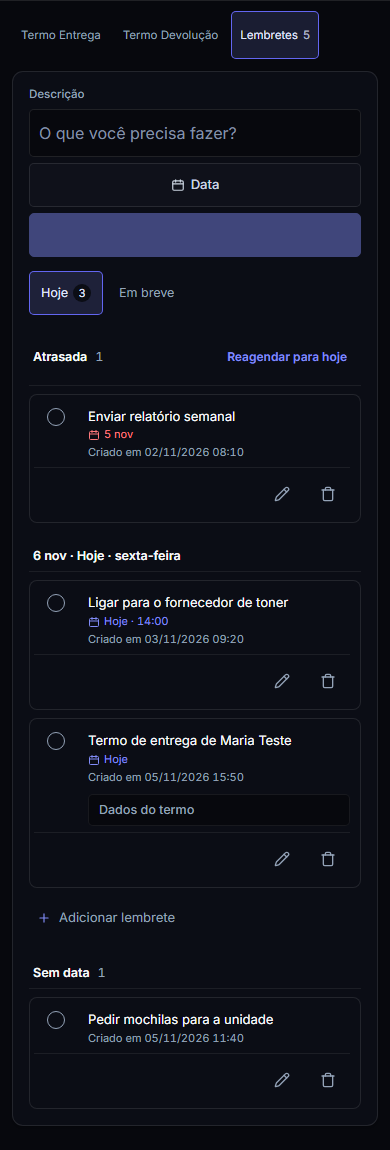 Termo Entrega
Termo Devolução
Lembretes 5
Descrição
O que você precisa fazer?
Data
Hoje 3
Em breve
Atrasada 1
Reagendar para hoje
Enviar relatório semanal
5 nov
Criado em 02/11/2026 08:10
6 nov · Hoje · sexta-feira
Ligar para o fornecedor de toner
Hoje · 14:00
Criado em 03/11/2026 09:20
Termo de entrega de Maria Teste
Hoje
Criado em 05/11/2026 15:50
Dados do termo
+ Adicionar lembrete
Sem data 1
Pedir mochilas para a unidade
Criado em 05/11/2026 11:40